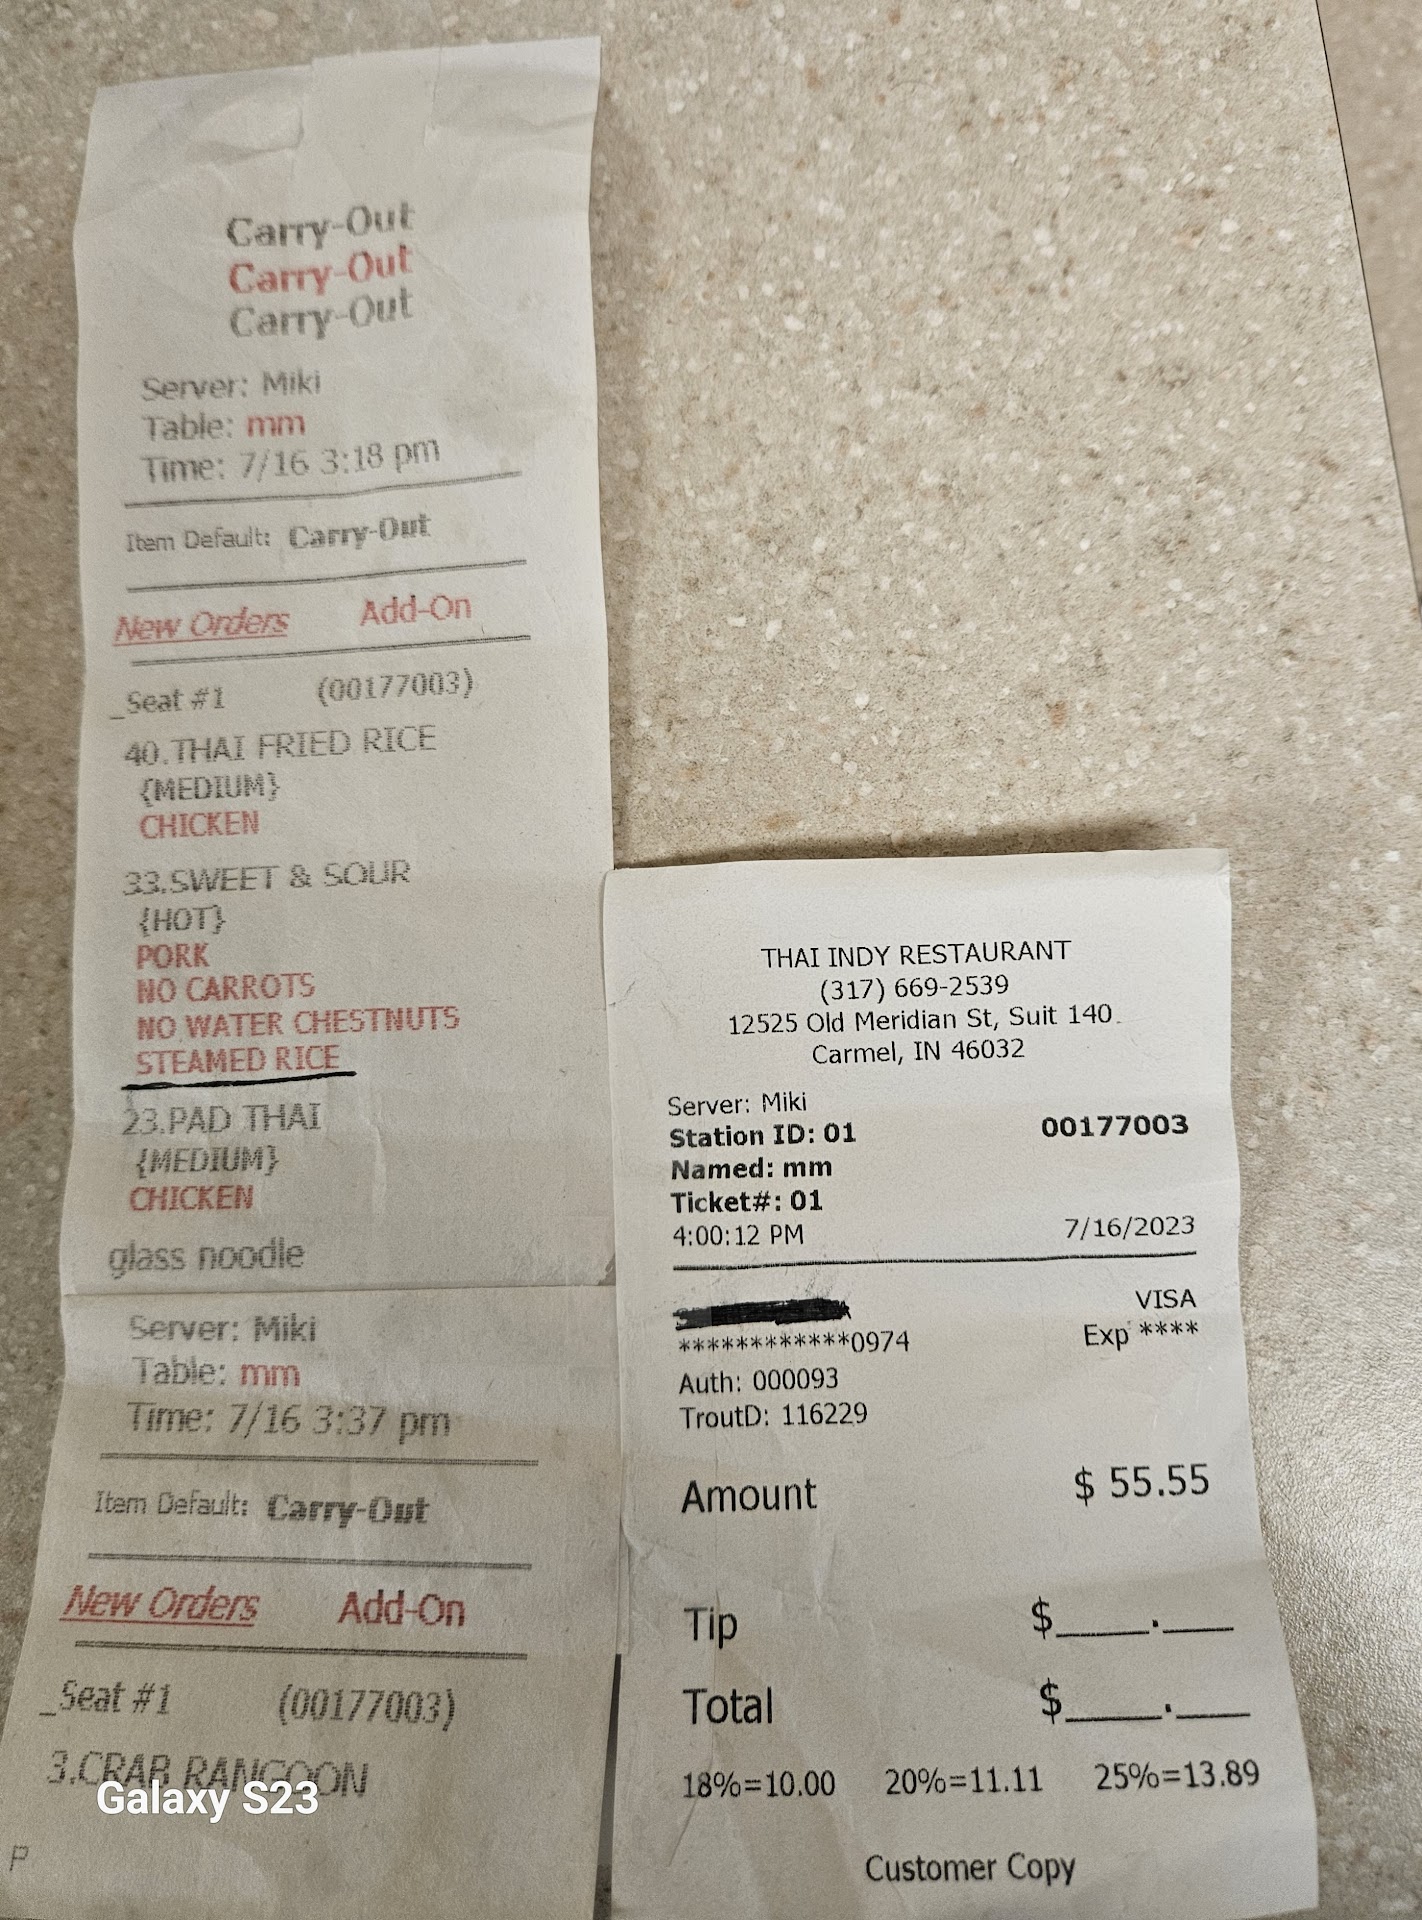 Carry-Out
Carry-Out
Carry-Out
Server: Miki
Table: mm
Time: 7/16 3:18 pm
Item Default: Carry-Out
New Orders Add-On
_Seat #1 (00177003)
40.THAI FRIED RICE
{MEDIUM}
CHICKEN
33.SWEET & SOUR
{HOT}
PORK
NO CARROTS
NO WATER CHESTNUTS
STEAMED RICE
23.PAD THAI
{MEDIUM}
CHICKEN
glass noodle
Server: Miki
Table: mm
Time: 7/16 3:37 pm
Item Default: Carry-Out
New Orders Add-On
_Seat #1 (00177003)
3.CRAB RANGOON
Galaxy S23
P
THAI INDY RESTAURANT
(317) 669-2539
12525 Old Meridian St, Suit 140
Carmel, IN 46032
Server: Miki
Station ID: 01 00177003
Named: mm
Ticket#: 01
4:00:12 PM 7/16/2023
VISA
************0974 Exp ****
Auth: 000093
TroutD: 116229
Amount $ 55.55
Tip $____.___
Total $____.___
18%=10.00 20%=11.11 25%=13.89
Customer Copy